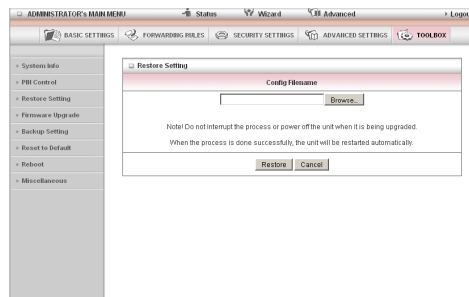 ADMINISTRATOR's MAIN MENU Status Wizard Advanced Logou
BASIC SETTINGS FORWARDING RULES SECURITY SETTINGS ADVANCED SETTINGS TOOLBOX
System Info
PIN Control
Restore Setting
Firmware Upgrade
Backup Setting
Reset to Default
Reboot
Miscellaneous
Restore Setting
Config Filename
Browse...
Note! Do not interrupt the process or power off the unit when it is being upgraded.
When the process is done successfully, the unit will be restarted automatically.
Restore Cancel